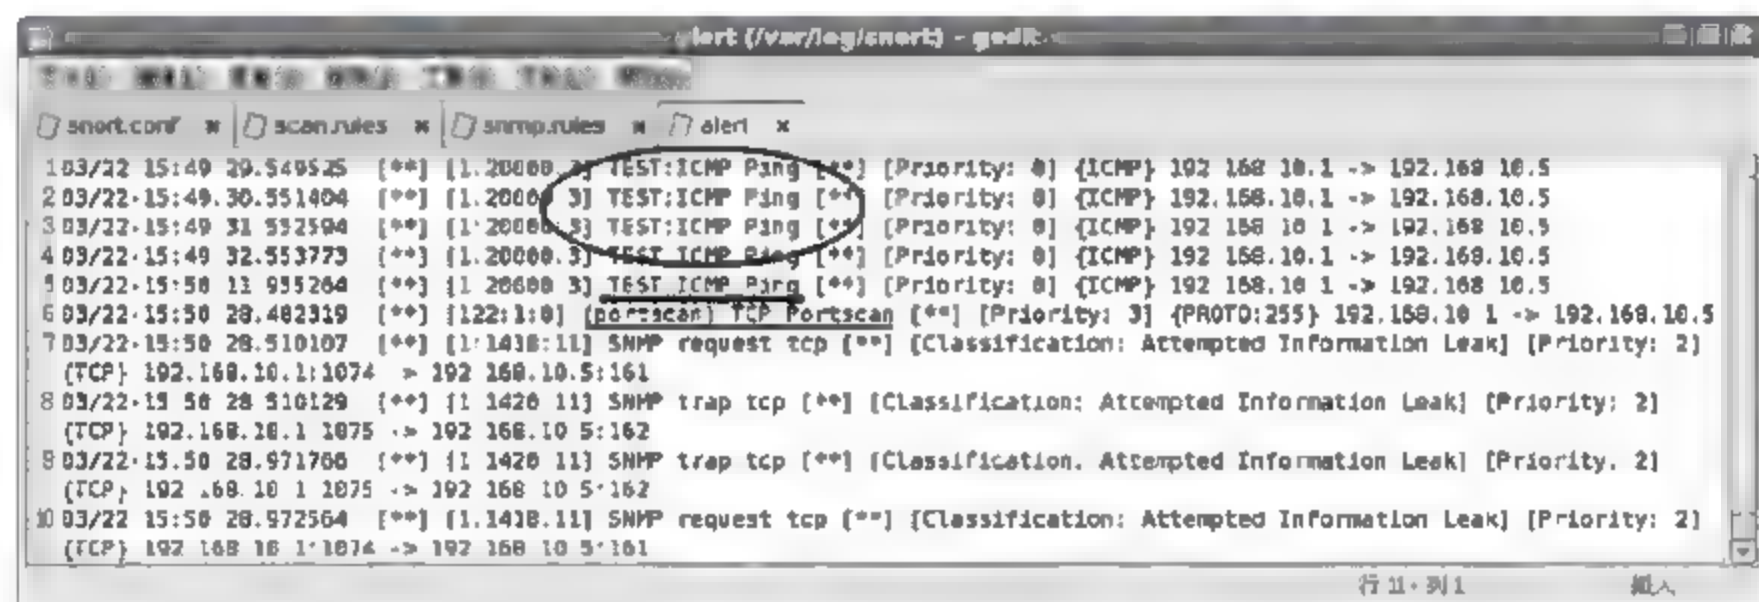 alert (/var/log/snort) - gedit
snort.conf × scan.rules × snmp.rules × alert ×
1 03/22-15:49:29.549525 [**] [1:20000:3] TEST:ICMP Ping [**] [Priority: 0] {ICMP} 192.168.10.1 -> 192.168.10.5
2 03/22-15:49:30.551404 [**] [1:20000:3] TEST:ICMP Ping [**] [Priority: 0] {ICMP} 192.168.10.1 -> 192.168.10.5
3 03/22-15:49:31.552594 [**] [1:20000:3] TEST:ICMP Ping [**] [Priority: 0] {ICMP} 192.168.10.1 -> 192.168.10.5
4 03/22-15:49:32.553773 [**] [1:20000:3] TEST:ICMP Ping [**] [Priority: 0] {ICMP} 192.168.10.1 -> 192.168.10.5
5 03/22-15:50:11.955264 [**] [1:20000:3] TEST:ICMP Ping [**] [Priority: 0] {ICMP} 192.168.10.1 -> 192.168.10.5
6 03/22-15:50:28.482319 [**] [122:1:0] (portscan) TCP Portscan [**] [Priority: 3] {PROTO:255} 192.168.10.1 -> 192.168.10.5
7 03/22-15:50:28.510107 [**] [1:1418:11] SNMP request tcp [**] [Classification: Attempted Information Leak] [Priority: 2]
{TCP} 192.168.10.1:1074 -> 192.168.10.5:161
8 03/22-15:50:28.510129 [**] [1:1420:11] SNMP trap tcp [**] [Classification: Attempted Information Leak] [Priority: 2]
{TCP} 192.168.10.1:1075 -> 192.168.10.5:162
9 03/22-15:50:28.971766 [**] [1:1420:11] SNMP trap tcp [**] [Classification: Attempted Information Leak] [Priority: 2]
{TCP} 192.168.10.1:1075 -> 192.168.10.5:162
10 03/22-15:50:28.972564 [**] [1:1418:11] SNMP request tcp [**] [Classification: Attempted Information Leak] [Priority: 2]
{TCP} 192.168.10.1:1074 -> 192.168.10.5:161
行 11, 列 1 插入